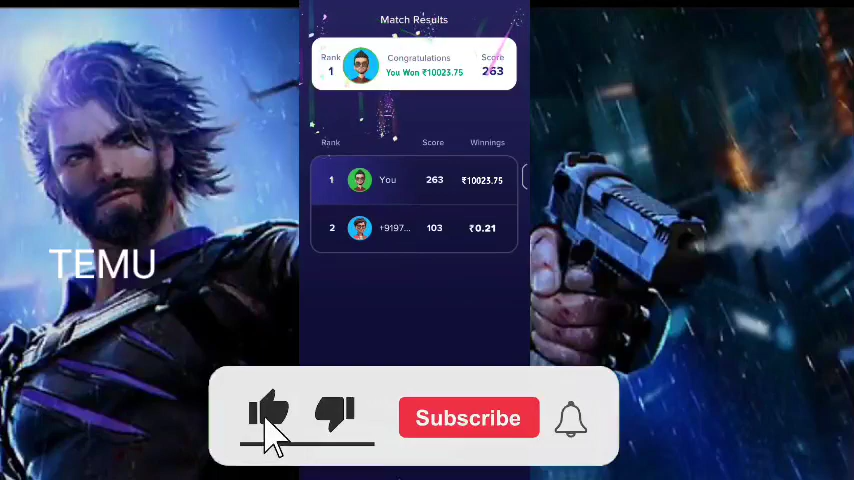 Match Results
Rank
1
Congratulations
You Won ₹10023.75
Score
263
Rank
Score
Winnings
1
You
263
₹10023.75
2
+9197...
103
₹0.21
TEMU
Subscribe